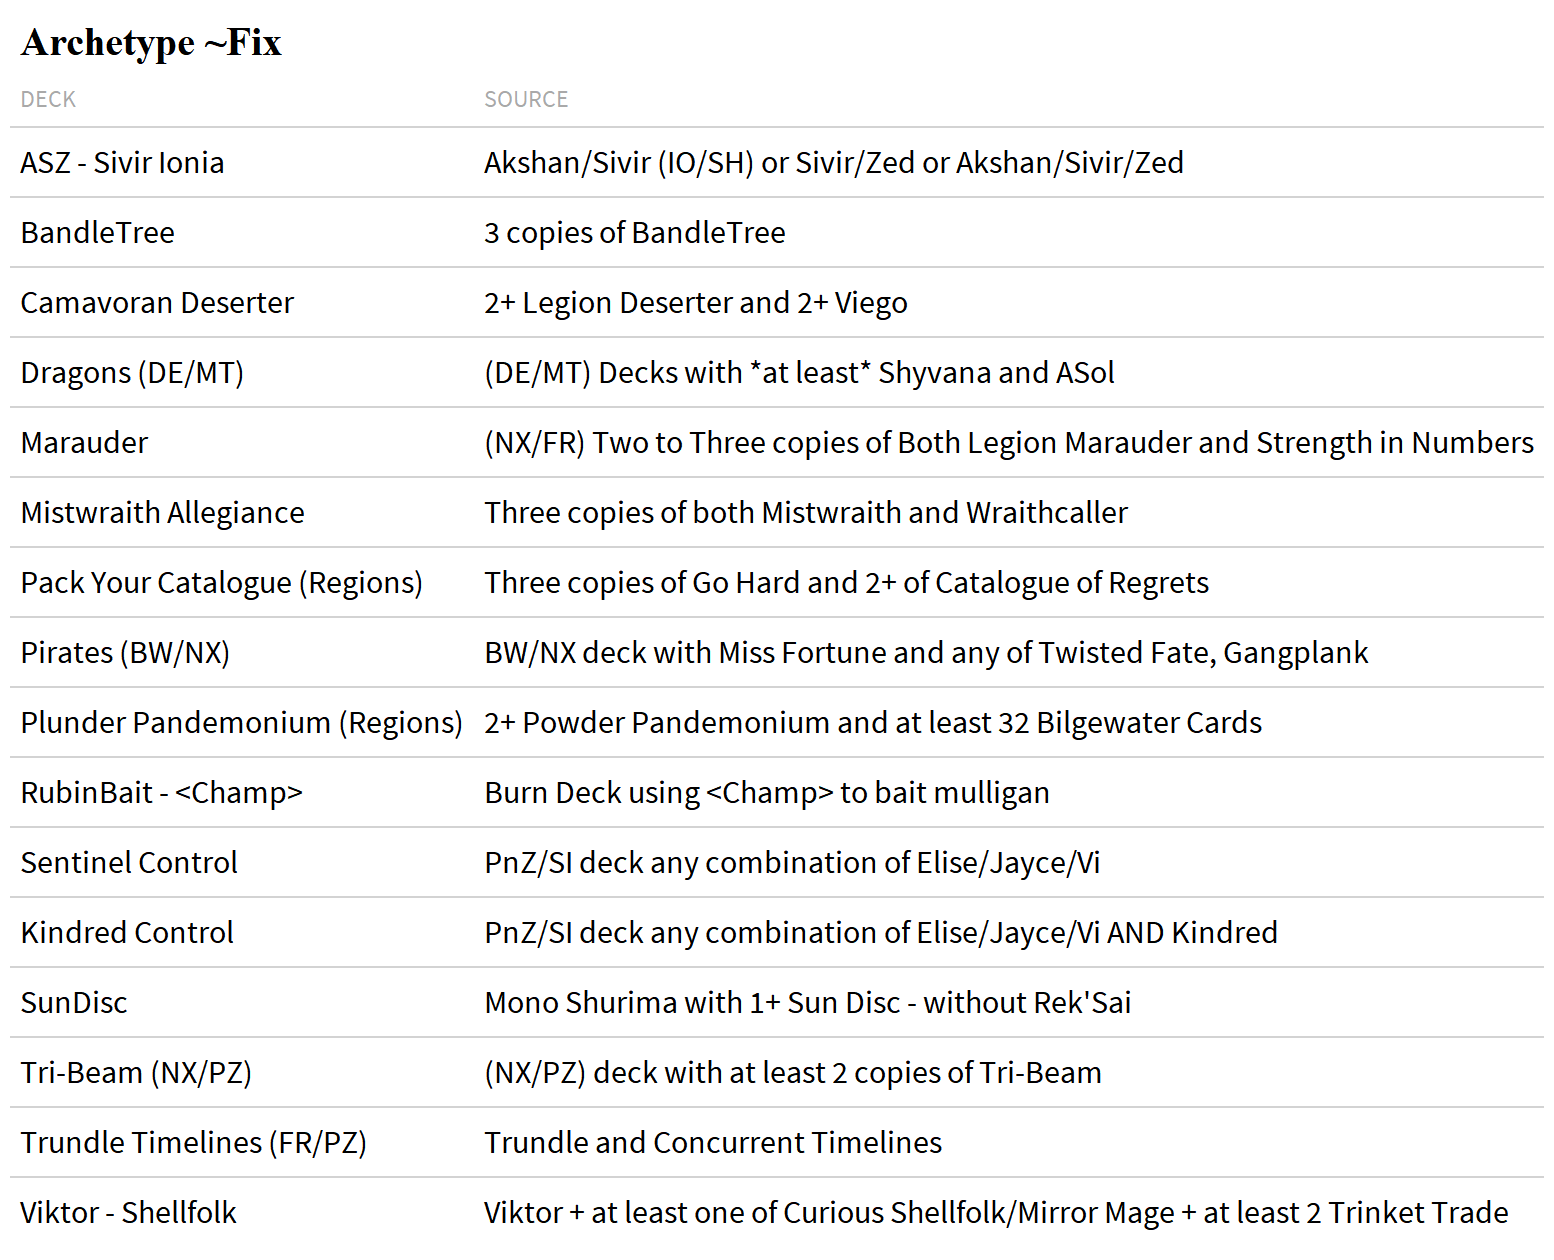 Archetype ~Fix
DECK SOURCE
ASZ - Sivir Ionia Akshan/Sivir (IO/SH) or Sivir/Zed or Akshan/Sivir/Zed
BandleTree 3 copies of BandleTree
Camavoran Deserter 2+ Legion Deserter and 2+ Viego
Dragons (DE/MT) (DE/MT) Decks with *at least* Shyvana and ASol
Marauder (NX/FR) Two to Three copies of Both Legion Marauder and Strength in Numbers
Mistwraith Allegiance Three copies of both Mistwraith and Wraithcaller
Pack Your Catalogue (Regions) Three copies of Go Hard and 2+ of Catalogue of Regrets
Pirates (BW/NX) BW/NX deck with Miss Fortune and any of Twisted Fate, Gangplank
Plunder Pandemonium (Regions) 2+ Powder Pandemonium and at least 32 Bilgewater Cards
RubinBait - <Champ> Burn Deck using <Champ> to bait mulligan
Sentinel Control PnZ/SI deck any combination of Elise/Jayce/Vi
Kindred Control PnZ/SI deck any combination of Elise/Jayce/Vi AND Kindred
SunDisc Mono Shurima with 1+ Sun Disc - without Rek'Sai
Tri-Beam (NX/PZ) (NX/PZ) deck with at least 2 copies of Tri-Beam
Trundle Timelines (FR/PZ) Trundle and Concurrent Timelines
Viktor - Shellfolk Viktor + at least one of Curious Shellfolk/Mirror Mage + at least 2 Trinket Trade